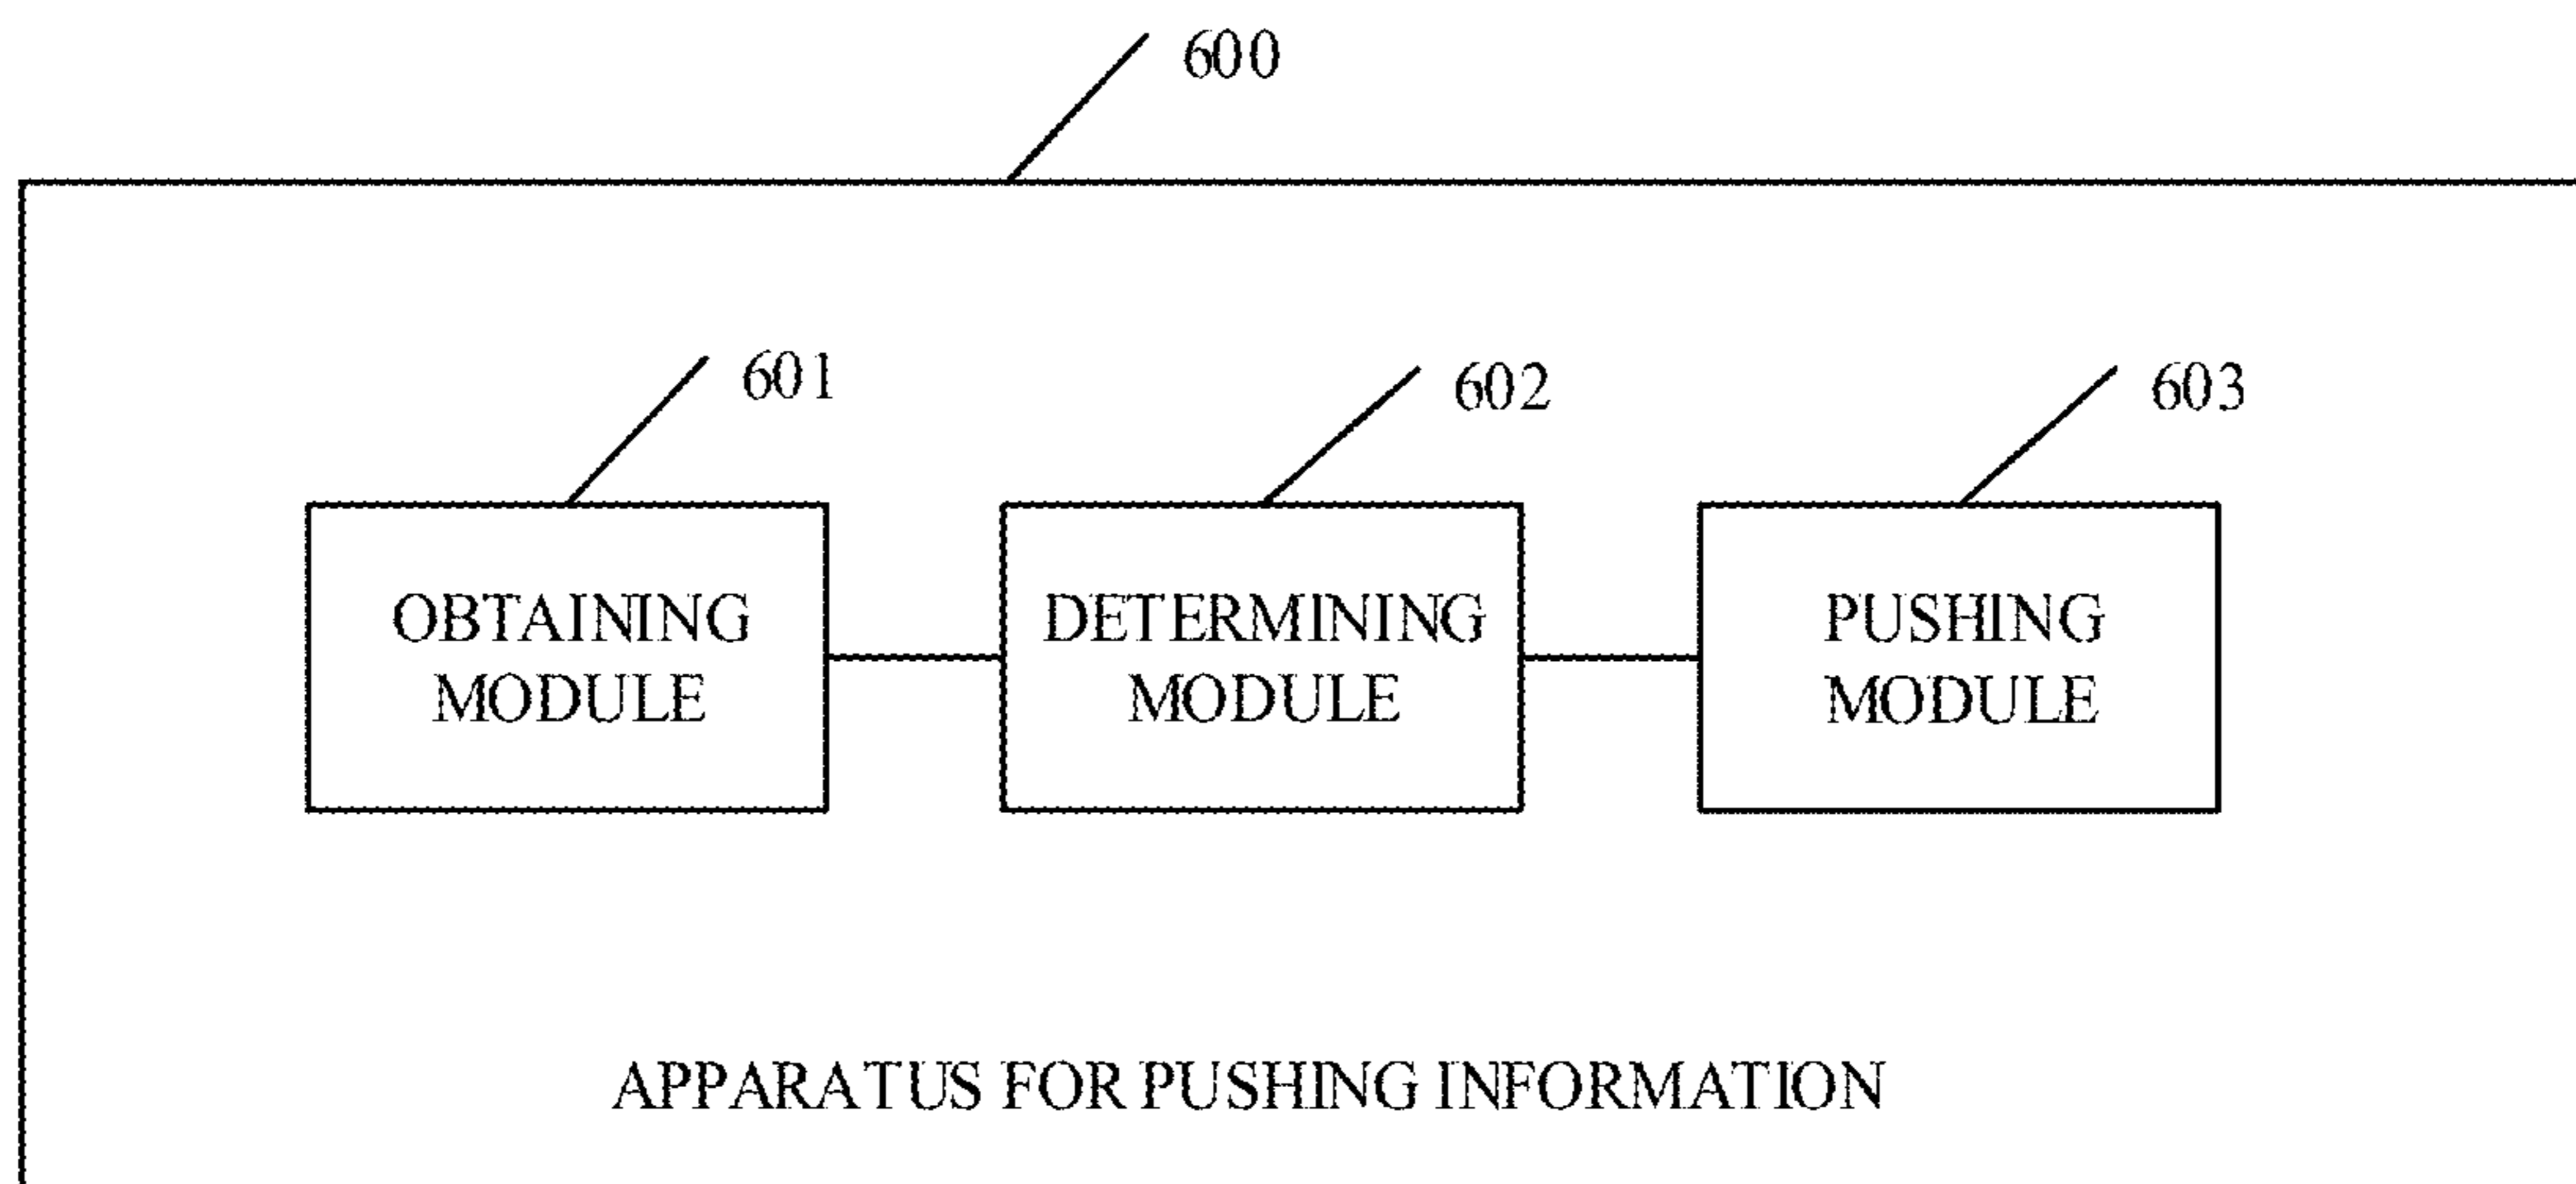 600
601
602
603
OBTAINING
MODULE
DETERMINING
MODULE
PUSHING
MODULE
APPARATUS FOR PUSHING INFORMATION